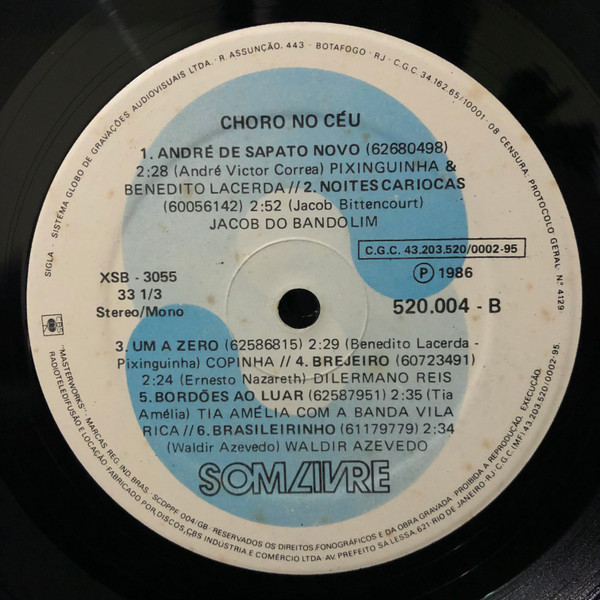 SIGLA - SISTEMA GLOBO DE GRAVAÇÕES AUDIOVISUAIS LTDA. · R. ASSUNÇÃO, 443 - BOTAFOGO - RJ - C.G.C. 34.162.651/0001-08 CENSURA: PROTOCOLO GERAL Nº 4129
CHORO NO CÉU
1. ANDRÉ DE SAPATO NOVO (62680498)
2:28 (André Victor Correa) PIXINGUINHA &
BENEDITO LACERDA // 2. NOITES CARIOCAS
(60056142) 2:52 (Jacob Bittencourt)
JACOB DO BANDOLIM
C.G.C. 43.203.520/0002-95
XSB - 3055
33 1/3
Stereo/Mono
Ⓟ 1986
520.004 - B
CBS
3. UM A ZERO (62586815) 2:29 (Benedito Lacerda -
Pixinguinha) COPINHA // 4. BREJEIRO (60723491)
2:24 (Ernesto Nazareth) DILERMANO REIS
5. BORDÕES AO LUAR (62587951) 2:35 (Tia
Amélia) TIA AMÉLIA COM A BANDA VILA
RICA // 6. BRASILEIRINHO (61179779) 2:34
(Waldir Azevedo) WALDIR AZEVEDO
SOM LIVRE
"MASTERWORKS". MARCAS REG. IND. BRAS · SCDPPF 004/GB · RESERVADOS OS DIREITOS FONOGRÁFICOS E DA OBRA GRAVADA · PROIBIDA A REPRODUÇÃO, EXECUÇÃO,
RADIOTELEDIFUSÃO E LOCAÇÃO · FABRICADO POR DISCOS CBS INDÚSTRIA E COMÉRCIO LTDA · AV. PREFEITO SÁ LESSA, 621 · RIO DE JANEIRO · RJ · C.G.C. (MF) 43.203.520/0002-95